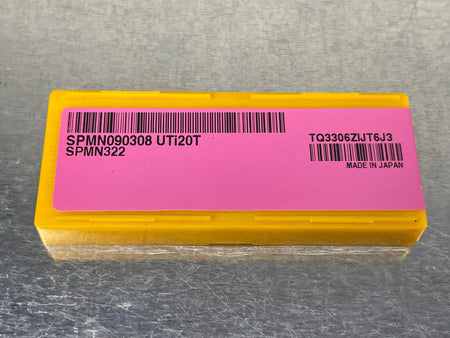 SPMN090308 UTi20T
SPMN322
TQ3306ZIJT6J3
MADE IN JAPAN